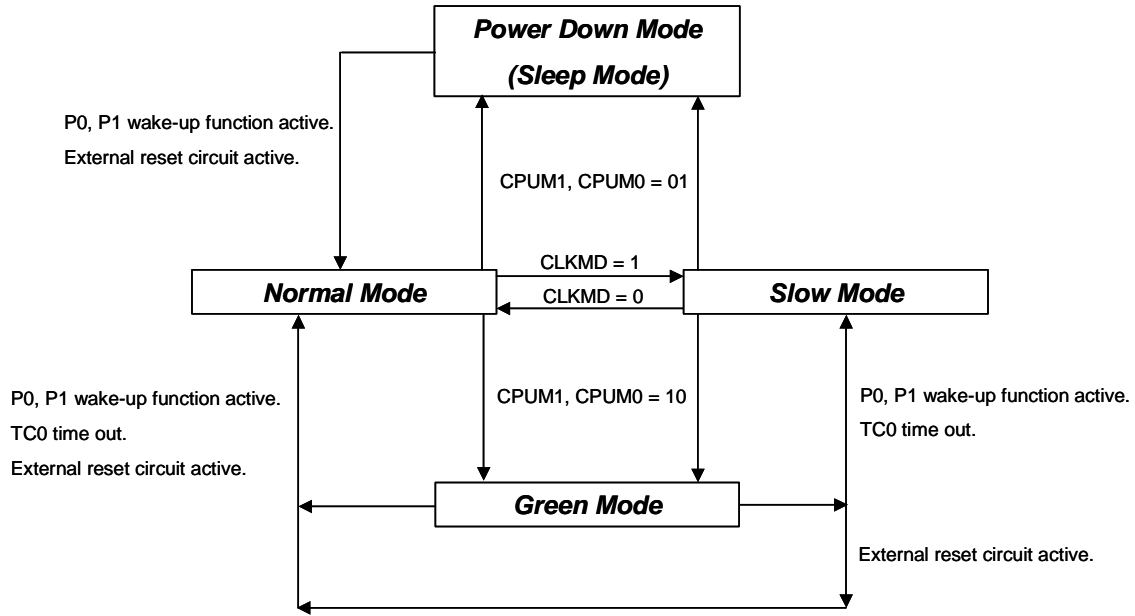 Power Down Mode
(Sleep Mode)
P0, P1 wake-up function active.
External reset circuit active.
CPUM1, CPUM0 = 01
CLKMD = 1
Normal Mode
Slow Mode
CLKMD = 0
P0, P1 wake-up function active.
TC0 time out.
External reset circuit active.
CPUM1, CPUM0 = 10
P0, P1 wake-up function active.
TC0 time out.
Green Mode
External reset circuit active.